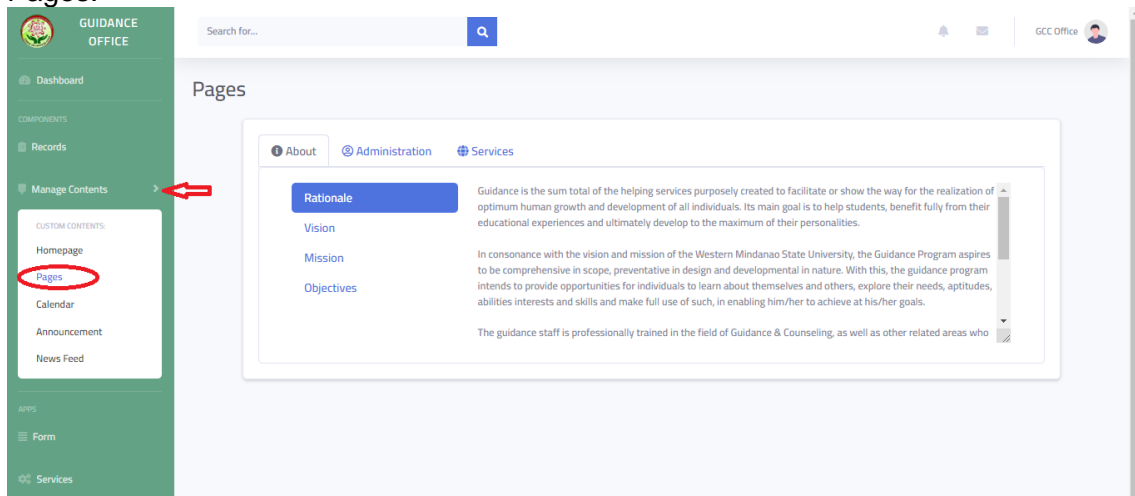 Pages.
GUIDANCE
OFFICE
Search for...
GCC Office
Dashboard
Pages
COMPONENTS
Records
About
Administration
Services
Manage Contents
Rationale
Vision
Mission
Objectives
Guidance is the sum total of the helping services purposely created to facilitate or show the way for the realization of
optimum human growth and development of all individuals. Its main goal is to help students, benefit fully from their
educational experiences and ultimately develop to the maximum of their personalities.
In consonance with the vision and mission of the Western Mindanao State University, the Guidance Program aspires
to be comprehensive in scope, preventative in design and developmental in nature. With this, the guidance program
intends to provide opportunities for individuals to learn about themselves and others, explore their needs, aptitudes,
abilities interests and skills and make full use of such, in enabling him/her to achieve at his/her goals.
The guidance staff is professionally trained in the field of Guidance & Counseling, as well as other related areas who
CUSTOM CONTENTS:
Homepage
Pages
Calendar
Announcement
News Feed
APPS
Form
Services